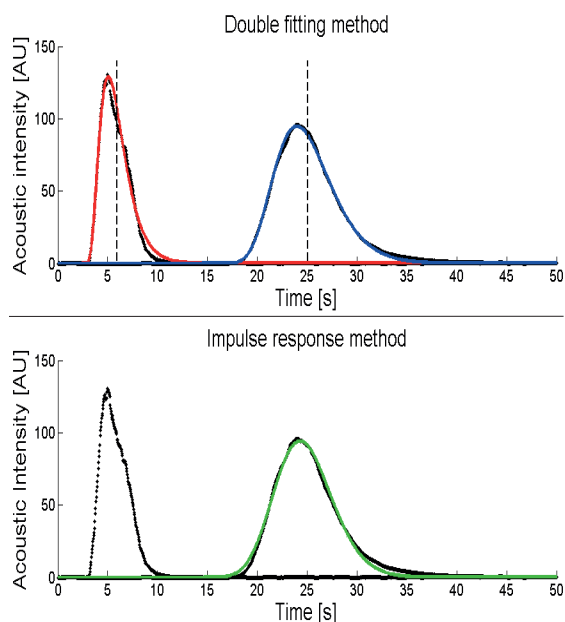 Double fitting method
Acoustic intensity [AU]
150
100
50
0
0 5 10 15 20 25 30 35 40 45 50
Time [s]
Impulse response method
Acoustic Intensity [AU]
150
100
50
0
0 5 10 15 20 25 30 35 40 45 50
Time [s]